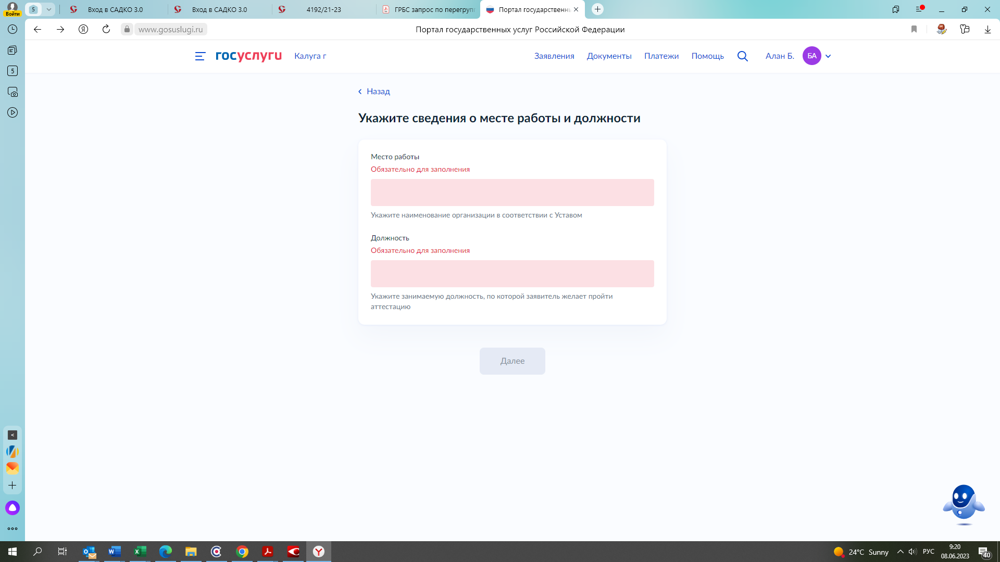 Войти
5
Вход в САДКО 3.0
Вход в САДКО 3.0
4192/21-23
ГРБС запрос по перегруп
Портал государственн
www.gosuslugi.ru
Портал государственных услуг Российской Федерации
5
госуслуги
Калуга г
Заявления
Документы
Платежи
Помощь
Алан Б.
БА
Назад
Укажите сведения о месте работы и должности
Место работы
Обязательно для заполнения
Укажите наименование организации в соответствии с Уставом
Должность
Обязательно для заполнения
Укажите занимаемую должность, по которой заявитель желает пройти
аттестацию
Далее
24°C Sunny
РУС
9:20
08.06.2023
40